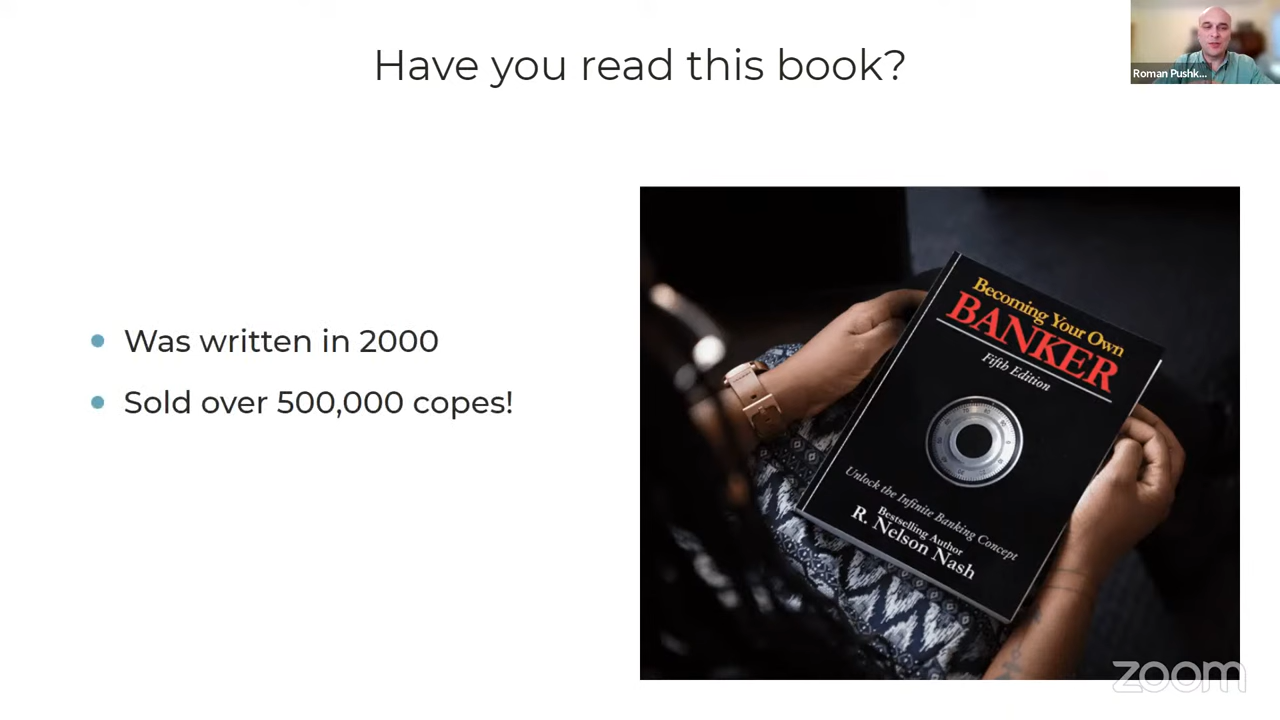 Have you read this book?
Roman Pushk...
Was written in 2000
Sold over 500,000 copes!
Becoming Your Own
BANKER
Fifth Edition
Unlock the Infinite Banking Concept
Bestselling Author
R. Nelson Nash
zoom